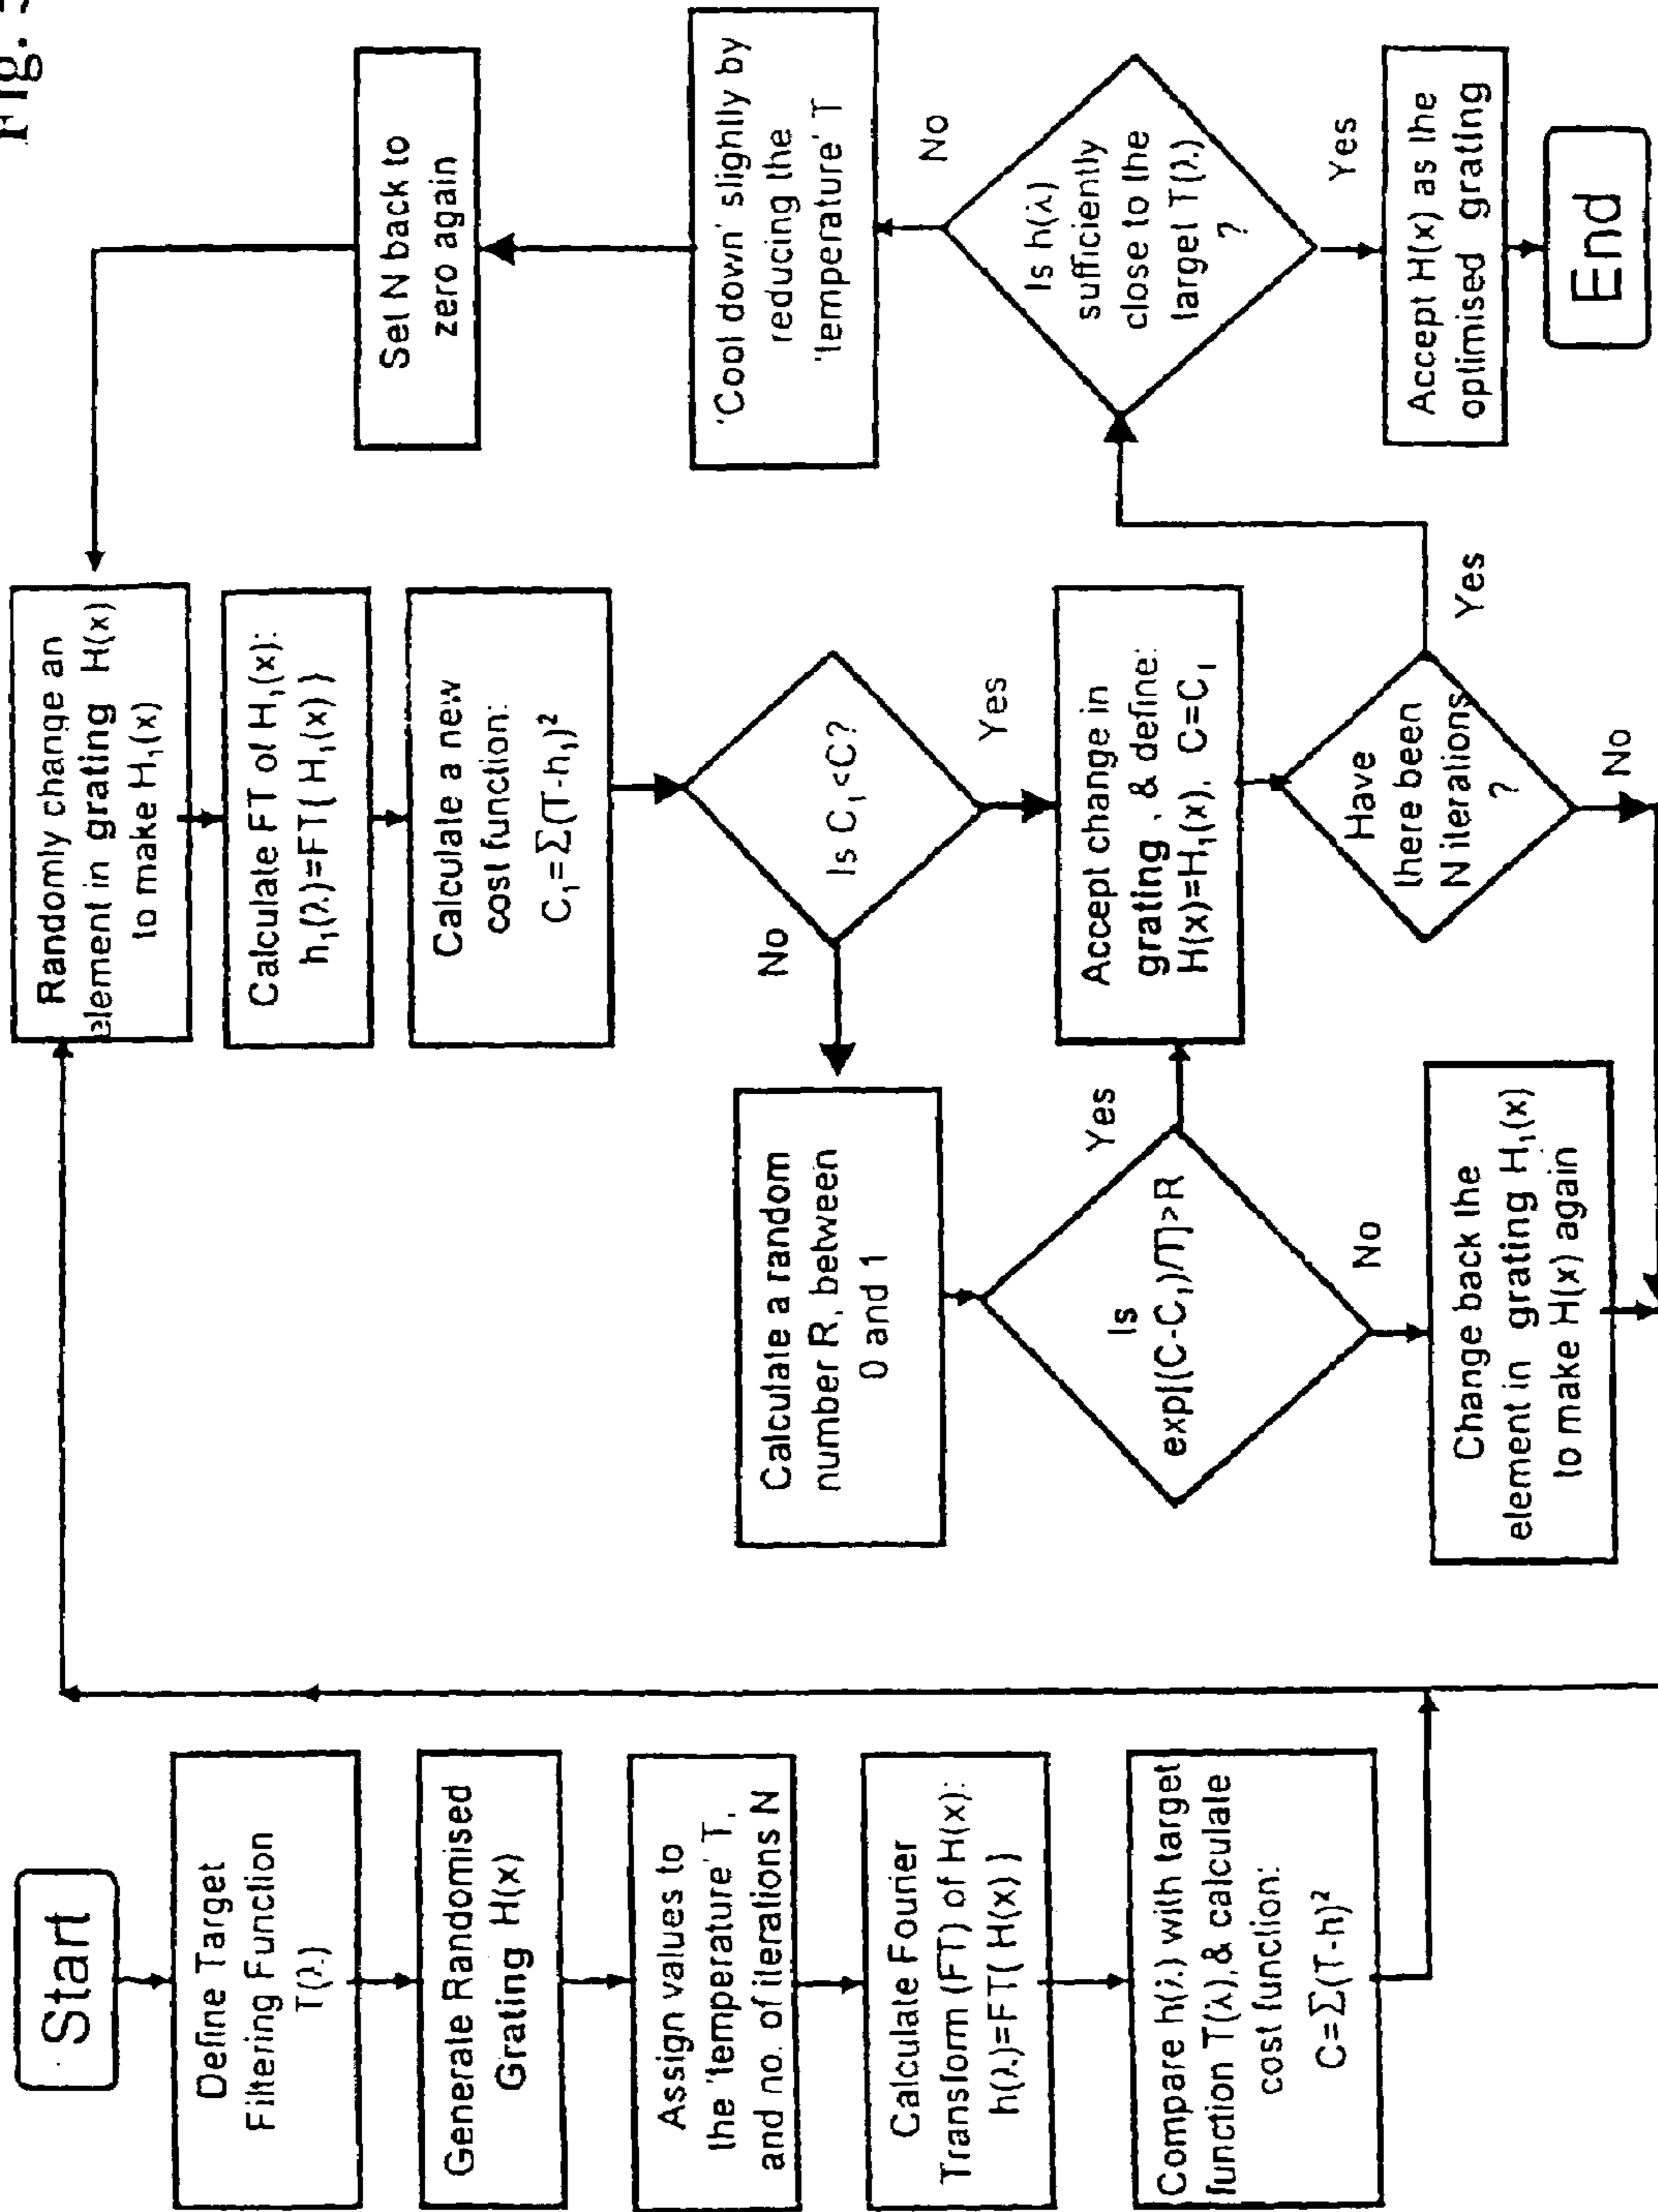 Fig.
Start
Define Target
Filtering Function
T(λ)
Generate Randomised
Grating H(x)
Assign values to
the 'temperature' T,
and no. of iterations N
Calculate Fourier
Transform (FT) of H(x):
h(λ)=FT{H(x)}
Compare h(λ) with target
function T(λ),& calculate
cost function:
C=Σ(T-h)²
Randomly change an
element in grating H(x)
to make H₁(x)
Calculate FT of H₁(x):
h₁(λ)=FT{H₁(x)}
Calculate a new
cost function:
C₁=Σ(T-h₁)²
Is C₁<C?
No
Yes
Calculate a random
number R, between
0 and 1
Is
exp[(C-C₁)/T]>R
Yes
No
Change back the
element in grating H₁(x)
to make H(x) again
Accept change in
grating, & define:
H(x)=H₁(x), C=C₁
Have
there been
N iterations
?
Yes
No
Set N back to
zero again
'Cool down' slightly by
reducing the
'temperature' T
No
Is h(λ)
sufficiently
close to the
target T(λ)
?
Yes
Accept H(x) as the
optimised grating
End